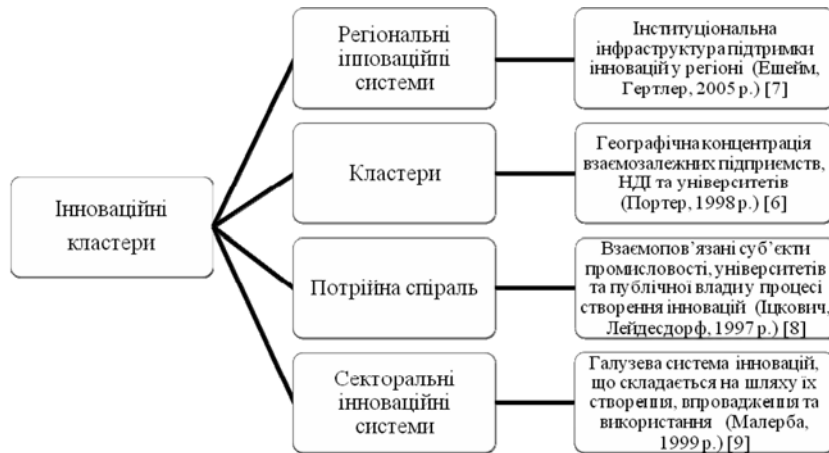 Інноваційні
кластери
Регіональні
інноваційні
системи
Інституціональна
інфраструктура підтримки
інновацій у регіоні (Ешейм,
Гертлер, 2005 р.) [7]
Кластери
Географічна концентрація
взаємозалежних підприємств,
НДІ та університетів
(Портер, 1998 р.) [6]
Потрійна спіраль
Взаємопов’язані суб’єкти
промисловості, університетів
та публічної влади у процесі
створення інновацій (Іцкович,
Лейдесдорф, 1997 р.) [8]
Секторальні
інноваційні
системи
Галузева система інновацій,
що складається на шляху їх
створення, впровадження та
використання (Малерба,
1999 р.) [9]